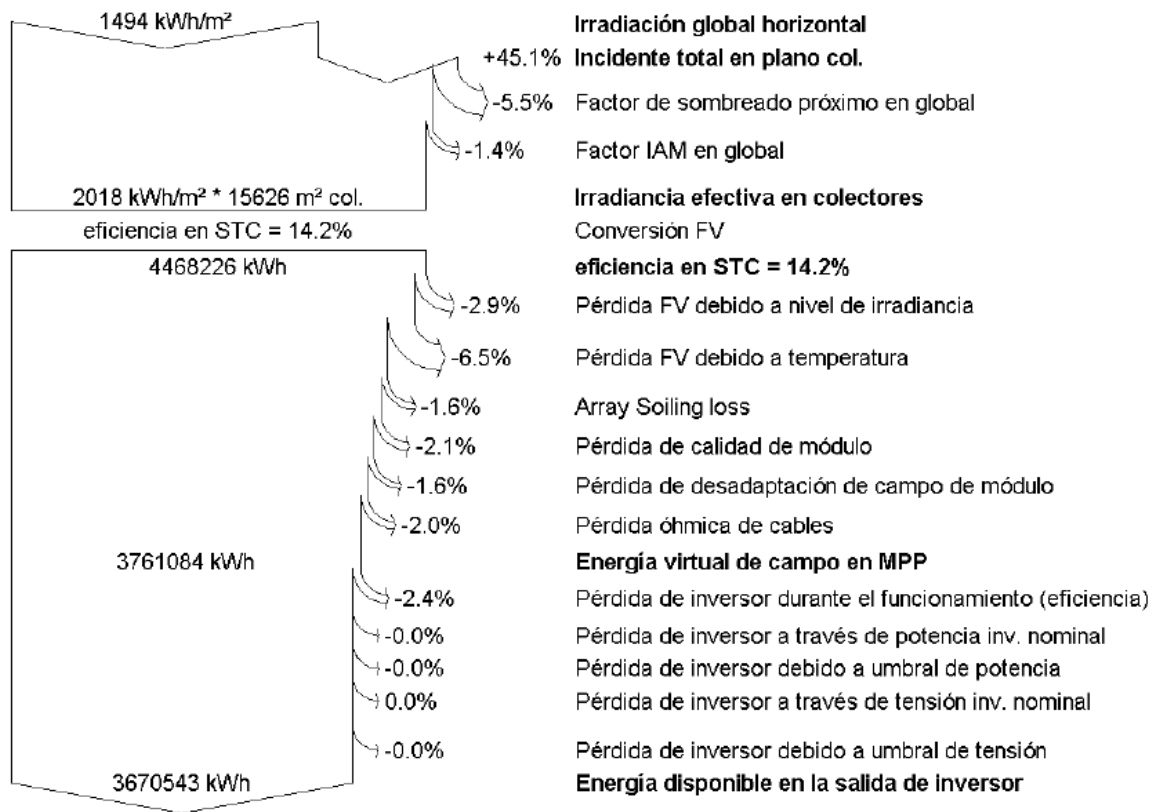 1494 kWh/m² Irradiación global horizontal
+45.1% Incidente total en plano col.
-5.5% Factor de sombreado próximo en global
-1.4% Factor IAM en global
2018 kWh/m² * 15626 m² col. Irradiancia efectiva en colectores
eficiencia en STC = 14.2% Conversión FV
4468226 kWh eficiencia en STC = 14.2%
-2.9% Pérdida FV debido a nivel de irradiancia
-6.5% Pérdida FV debido a temperatura
-1.6% Array Soiling loss
-2.1% Pérdida de calidad de módulo
-1.6% Pérdida de desadaptación de campo de módulo
-2.0% Pérdida óhmica de cables
3761084 kWh Energía virtual de campo en MPP
-2.4% Pérdida de inversor durante el funcionamiento (eficiencia)
-0.0% Pérdida de inversor a través de potencia inv. nominal
-0.0% Pérdida de inversor debido a umbral de potencia
0.0% Pérdida de inversor a través de tensión inv. nominal
-0.0% Pérdida de inversor debido a umbral de tensión
3670543 kWh Energía disponible en la salida de inversor